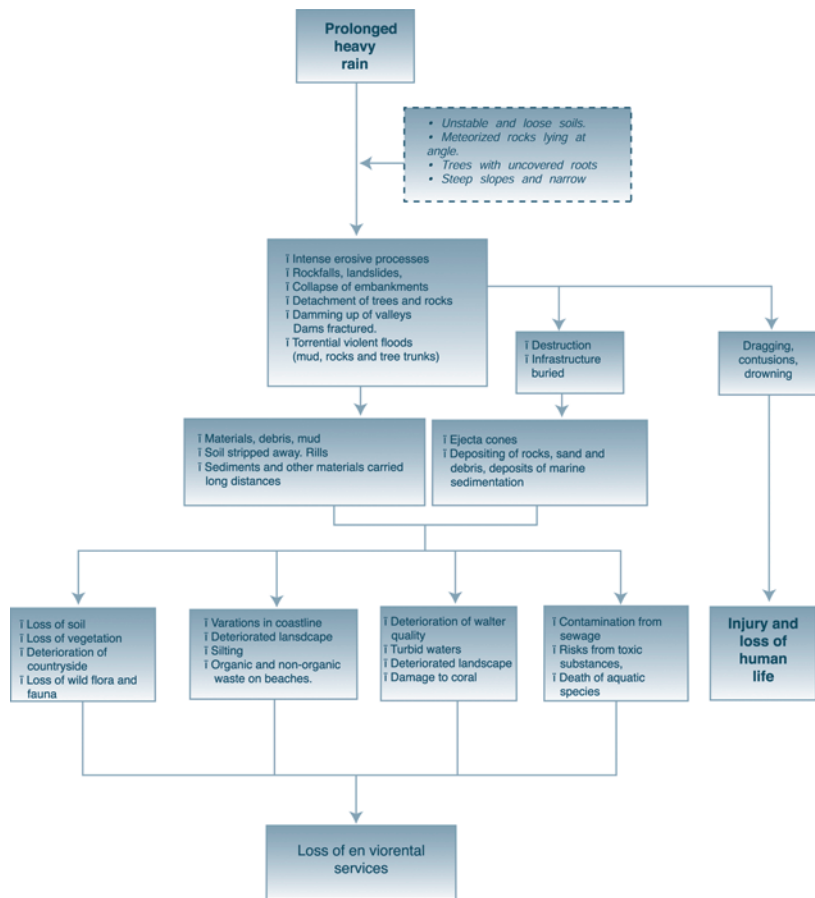 Prolonged
heavy
rain
• Unstable and loose soils.
• Meteorized rocks lying at
angle.
• Trees with uncovered roots
• Steep slopes and narrow
ï Intense erosive processes
ï Rockfalls, landslides,
ï Collapse of embankments
ï Detachment of trees and rocks
ï Damming up of valleys
Dams fractured.
ï Torrential violent floods
(mud, rocks and tree trunks)
ï Destruction
ï Infrastructure
buried
Dragging,
contusions,
drowning
ï Materials, debris, mud
ï Soil stripped away. Rills
ï Sediments and other materials carried
long distances
ï Ejecta cones
ï Depositing of rocks, sand and
debris, deposits of marine
sedimentation
ï Loss of soil
ï Loss of vegetation
ï Deterioration of
countryside
ï Loss of wild flora and
fauna
ï Varations in coastline
ï Deteriorated lansdcape
ï Silting
ï Organic and non-organic
waste on beaches.
ï Deterioration of walter
quality
ï Turbid waters
ï Deteriorated landscape
ï Damage to coral
ï Contamination from
sewage
ï Risks from toxic
substances,
ï Death of aquatic
species
Injury and
loss of
human
life
Loss of en viorental
services